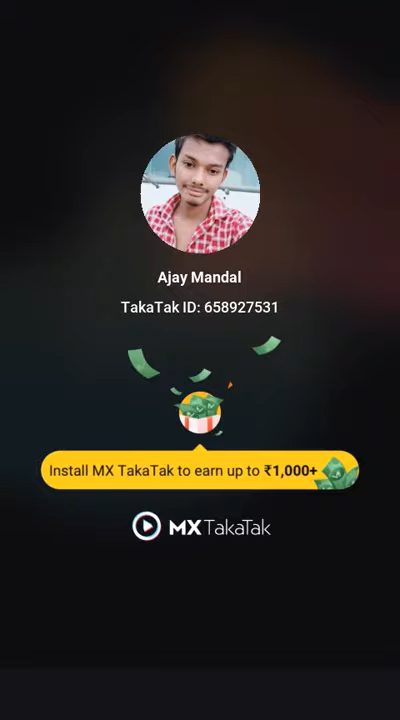 Ajay Mandal
TakaTak ID: 658927531
Install MX TakaTak to earn up to ₹1,000+
MX TakaTak